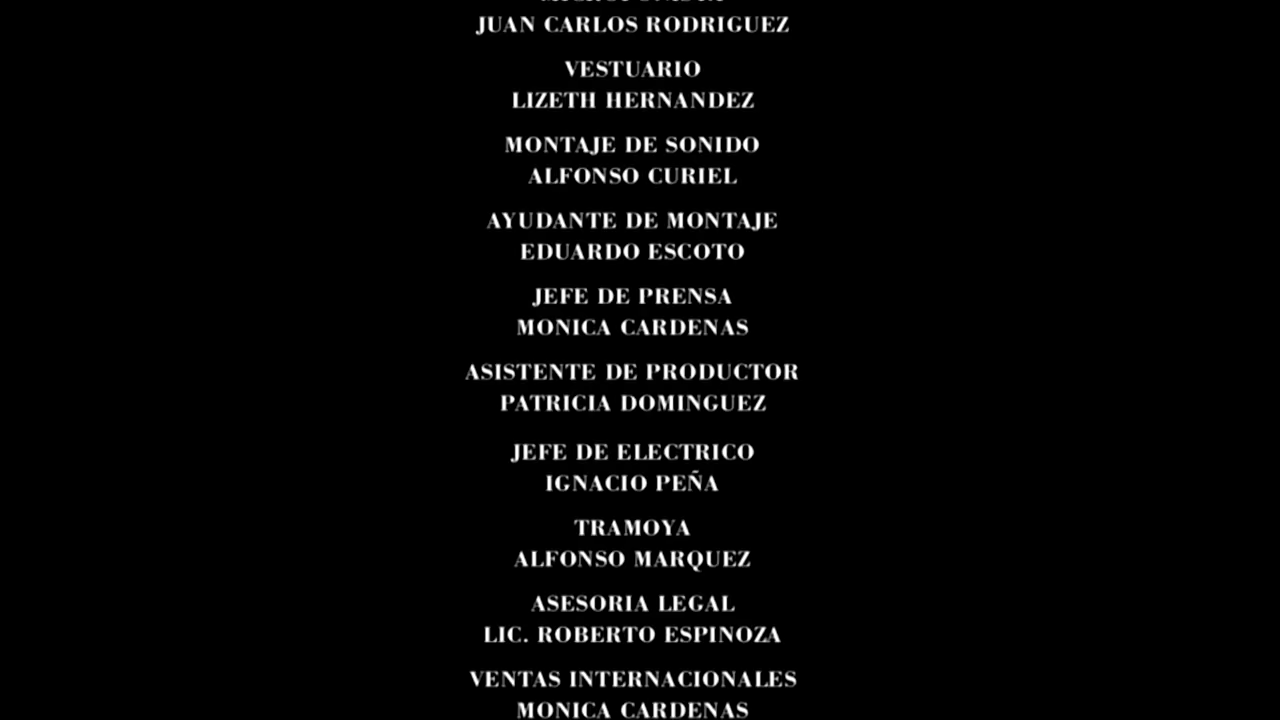 JUAN CARLOS RODRIGUEZ
VESTUARIO
LIZETH HERNANDEZ
MONTAJE DE SONIDO
ALFONSO CURIEL
AYUDANTE DE MONTAJE
EDUARDO ESCOTO
JEFE DE PRENSA
MONICA CARDENAS
ASISTENTE DE PRODUCTOR
PATRICIA DOMINGUEZ
JEFE DE ELECTRICO
IGNACIO PEÑA
TRAMOYA
ALFONSO MARQUEZ
ASESORIA LEGAL
LIC. ROBERTO ESPINOZA
VENTAS INTERNACIONALES
MONICA CARDENAS